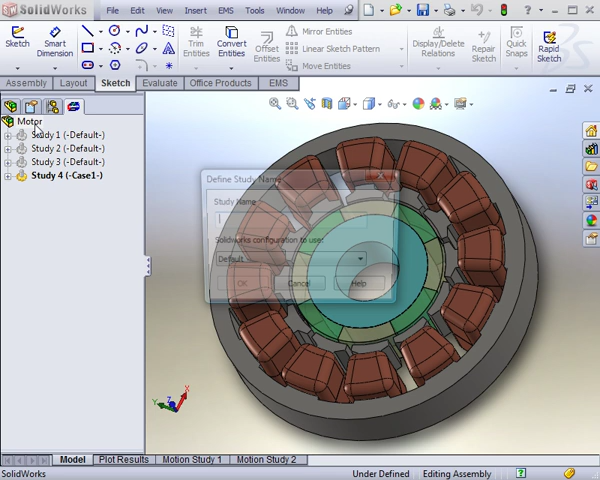 SolidWorks File Edit Insert EMS Tools
Sketch Smart Dimension Trim Entities Convert Entities Offset Entities Mirror Entities Linear Sketch Pattern Move Entities Display/Delete Relations Repair Sketch Quick Snaps Rapid Sketch
Assembly Layout Sketch Evaluate Office Products EMS
Motor
Study 1 (-Default-)
Study 2 (-Default-)
Study 3 (-Default-)
Study 4 (-Case1-)
Define Study Name
Study Name
Solidworks configuration to use:
Default
OK Cancel Help
Y Z X
Model Plot Results Motion Study 1 Motion Study 2
SolidWorks Under Defined Editing Assembly